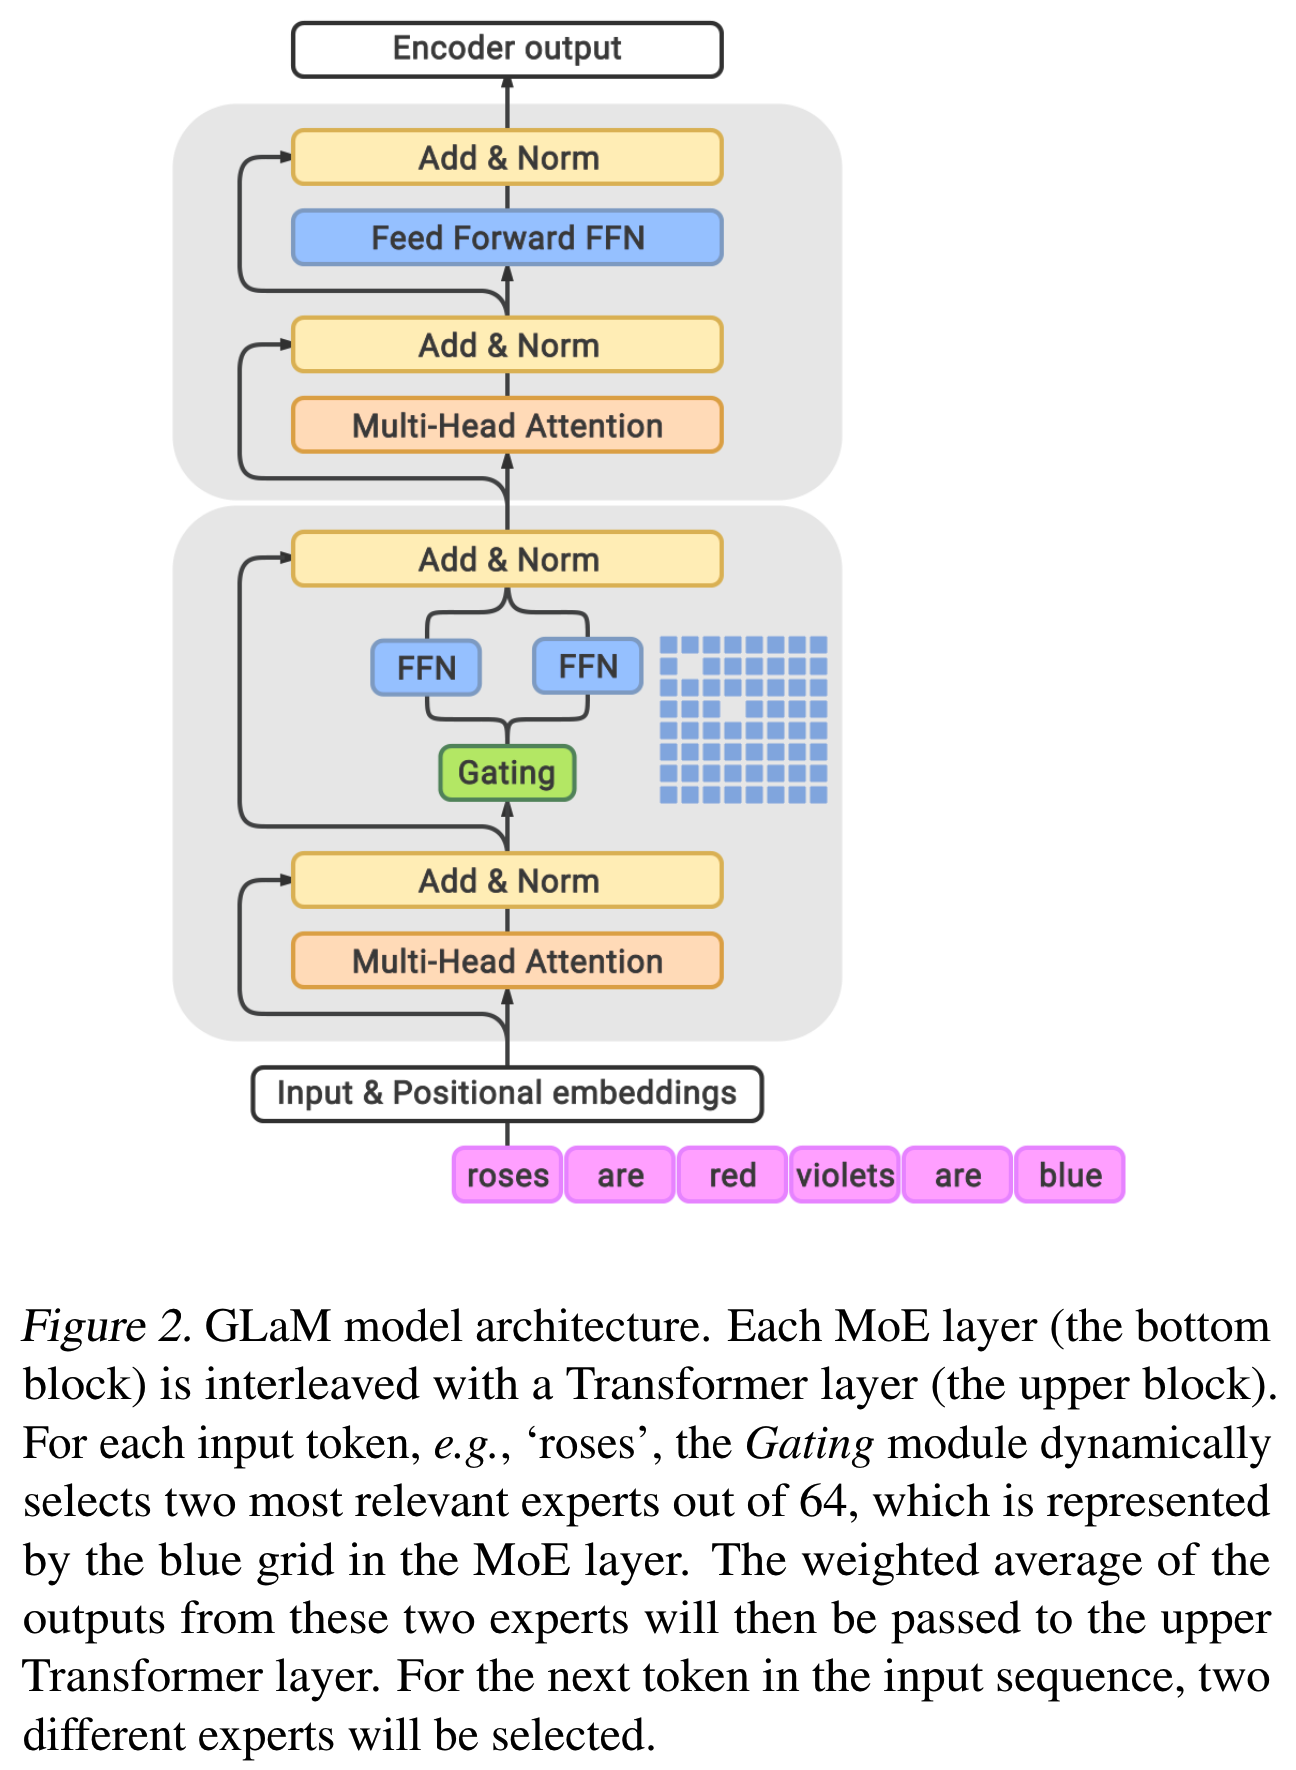 Encoder output
Add & Norm
Feed Forward FFN
Add & Norm
Multi-Head Attention
Add & Norm
FFN
FFN
Gating
Add & Norm
Multi-Head Attention
Input & Positional embeddings
roses are red violets are blue
Figure 2. GLaM model architecture. Each MoE layer (the bottom
block) is interleaved with a Transformer layer (the upper block).
For each input token, e.g., ‘roses’, the Gating module dynamically
selects two most relevant experts out of 64, which is represented
by the blue grid in the MoE layer. The weighted average of the
outputs from these two experts will then be passed to the upper
Transformer layer. For the next token in the input sequence, two
different experts will be selected.